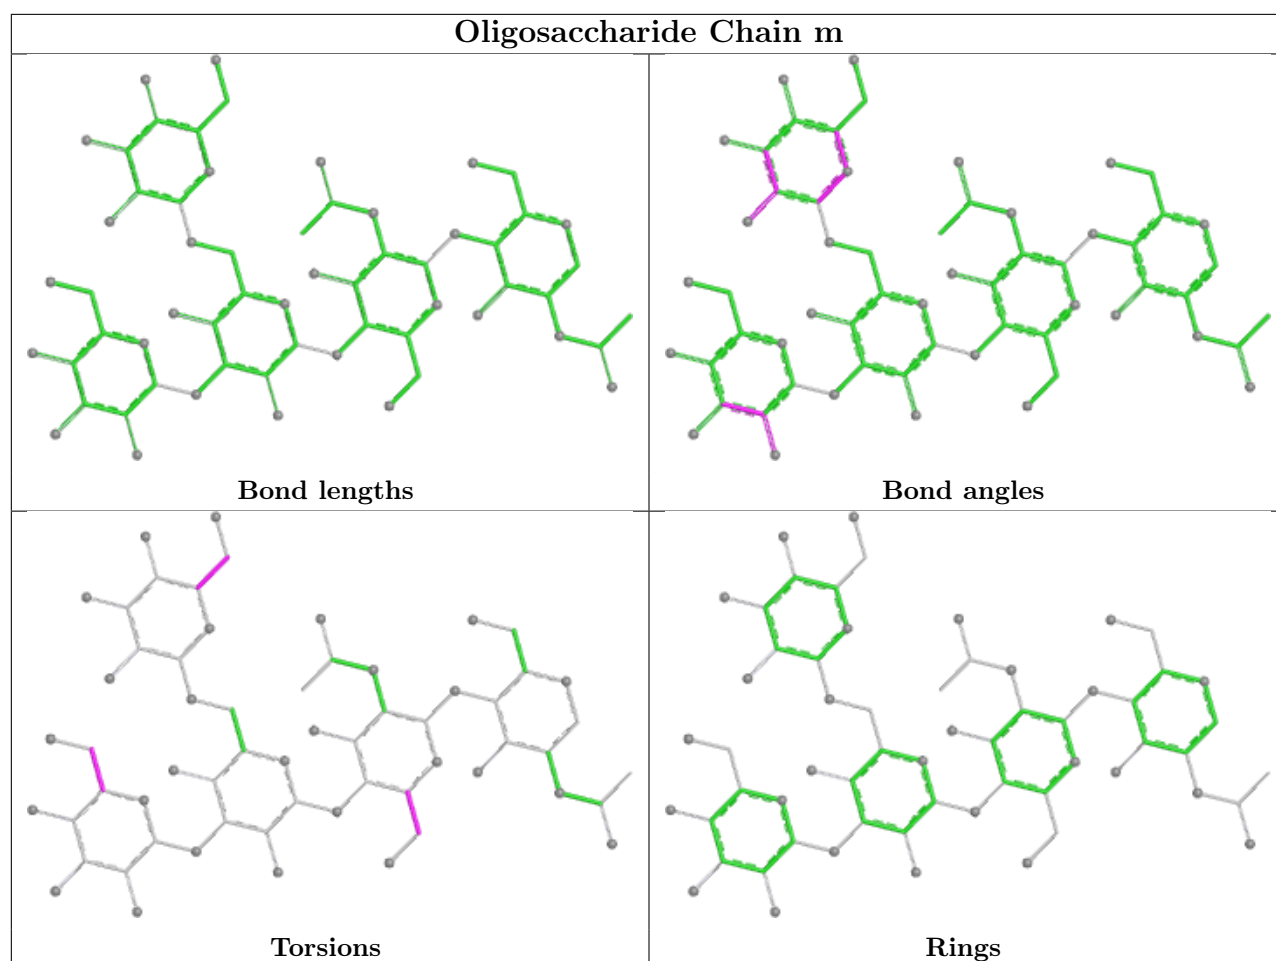 Oligosaccharide Chain m
Bond lengths
Bond angles
Torsions
Rings